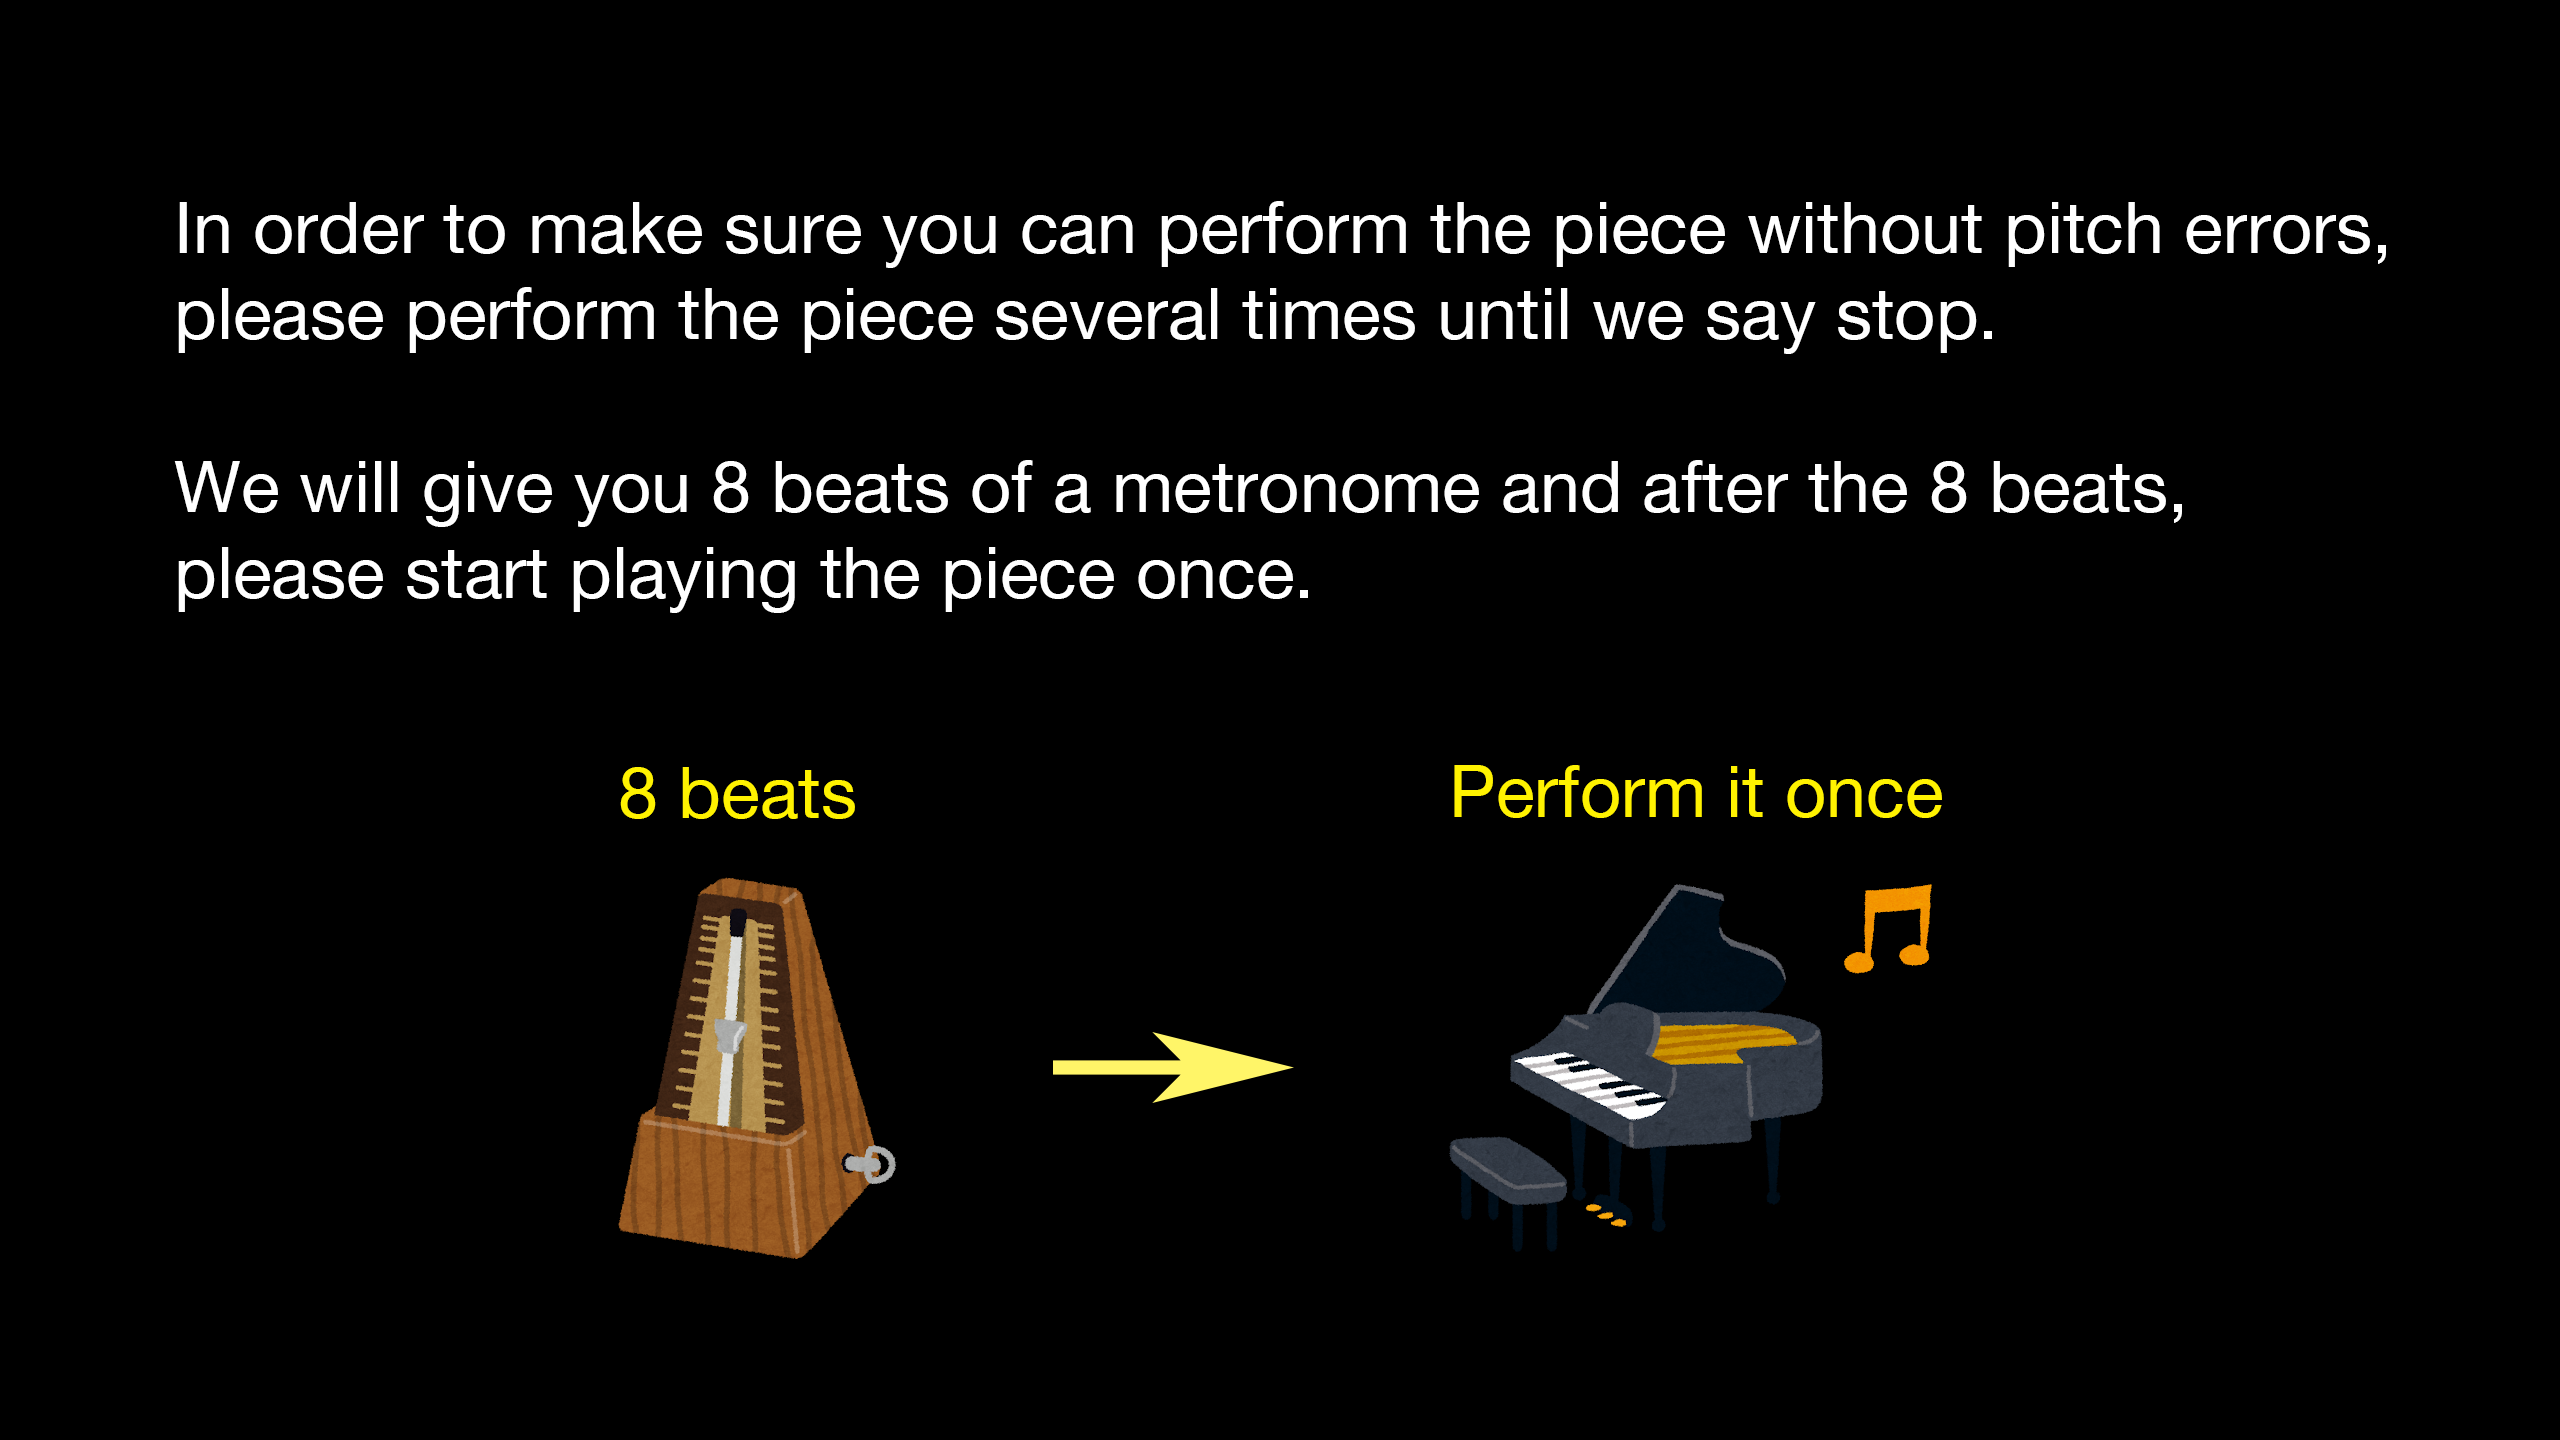 In order to make sure you can perform the piece without pitch errors,
please perform the piece several times until we say stop.
We will give you 8 beats of a metronome and after the 8 beats,
please start playing the piece once.
8 beats
Perform it once